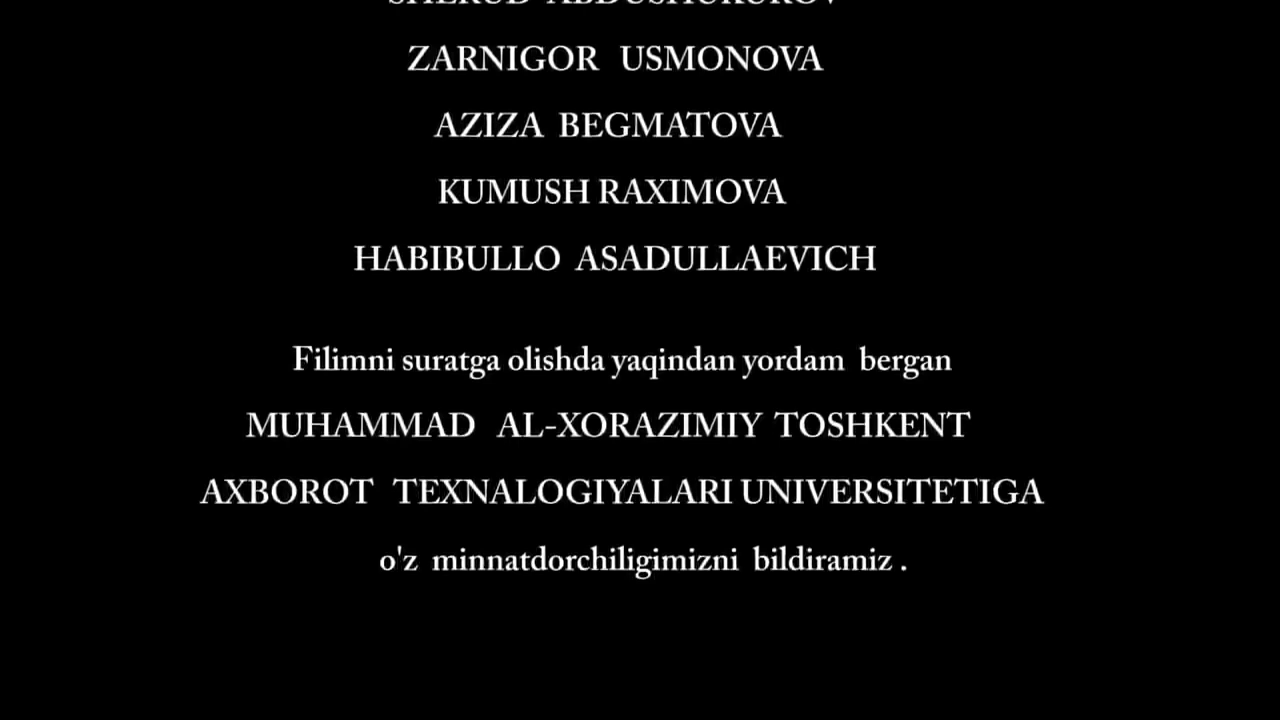 ZARNIGOR USMONOVA
AZIZA BEGMATOVA
KUMUSH RAXIMOVA
HABIBULLO ASADULLAEVICH
Filimni suratga olishda yaqindan yordam bergan
MUHAMMAD AL-XORAZIMIY TOSHKENT
AXBOROT TEXNALOGIYALARI UNIVERSITETIGA
o'z minnatdorchiligimizni bildiramiz .